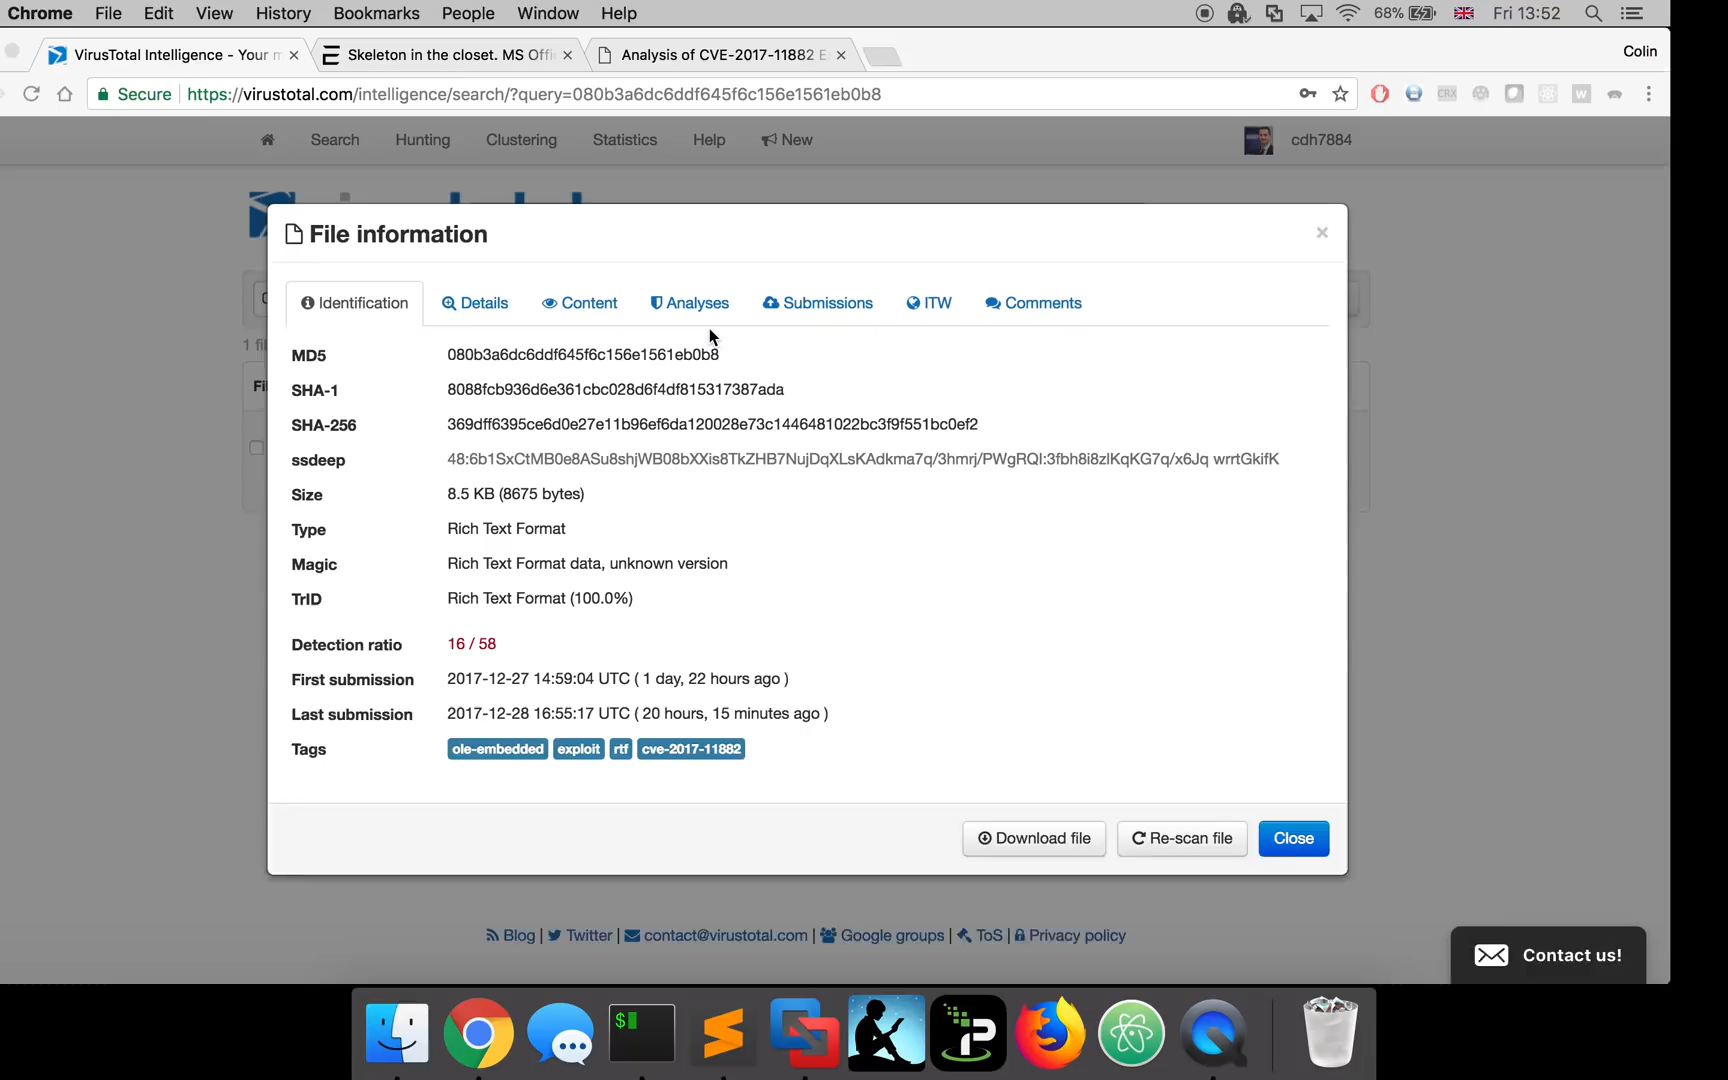 Chrome File Edit View History Bookmarks People Window Help 68% Fri 13:52
VirusTotal Intelligence - Your m Skeleton in the closet. MS Offi Analysis of CVE-2017-11882 E Colin
Secure https://virustotal.com/intelligence/search/?query=080b3a6dc6ddf645f6c156e1561eb0b8
CRX W
Search Hunting Clustering Statistics Help New cdh7884
File information
Identification Details Content Analyses Submissions ITW Comments
1 fil
MD5 080b3a6dc6ddf645f6c156e1561eb0b8
Fi
SHA-1 8088fcb936d6e361cbc028d6f4df815317387ada
SHA-256 369dff6395ce6d0e27e11b96ef6da120028e73c1446481022bc3f9f551bc0ef2
ssdeep 48:6b1SxCtMB0e8ASu8shjWB08bXXis8TkZHB7NujDqXLsKAdkma7q/3hmrj/PWgRQI:3fbh8i8zlKqKG7q/x6Jq wrrtGkifK
Size 8.5 KB (8675 bytes)
Type Rich Text Format
Magic Rich Text Format data, unknown version
TrID Rich Text Format (100.0%)
Detection ratio 16 / 58
First submission 2017-12-27 14:59:04 UTC ( 1 day, 22 hours ago )
Last submission 2017-12-28 16:55:17 UTC ( 20 hours, 15 minutes ago )
Tags ole-embedded exploit rtf cve-2017-11882
Download file Re-scan file Close
Blog | Twitter | contact@virustotal.com | Google groups | ToS | Privacy policy
Contact us!
$